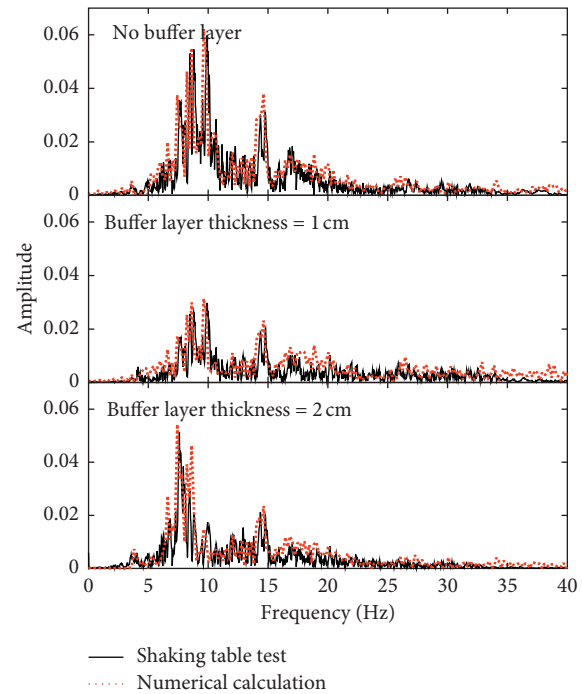 0.06
No buffer layer
0.04
0.02
0
0.06
Buffer layer thickness = 1 cm
0.04
0.02
0
0.06
Buffer layer thickness = 2 cm
0.04
0.02
0
0 5 10 15 20 25 30 35 40
Amplitude
Frequency (Hz)
Shaking table test
Numerical calculation